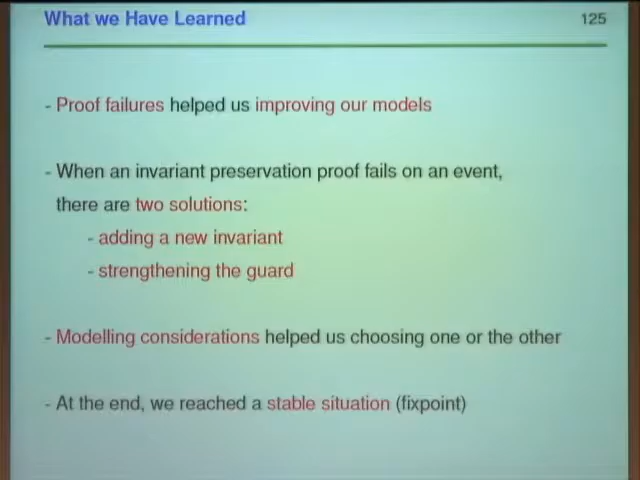 What we Have Learned
125
- Proof failures helped us improving our models
- When an invariant preservation proof fails on an event,
there are two solutions:
- adding a new invariant
- strengthening the guard
- Modelling considerations helped us choosing one or the other
- At the end, we reached a stable situation (fixpoint)